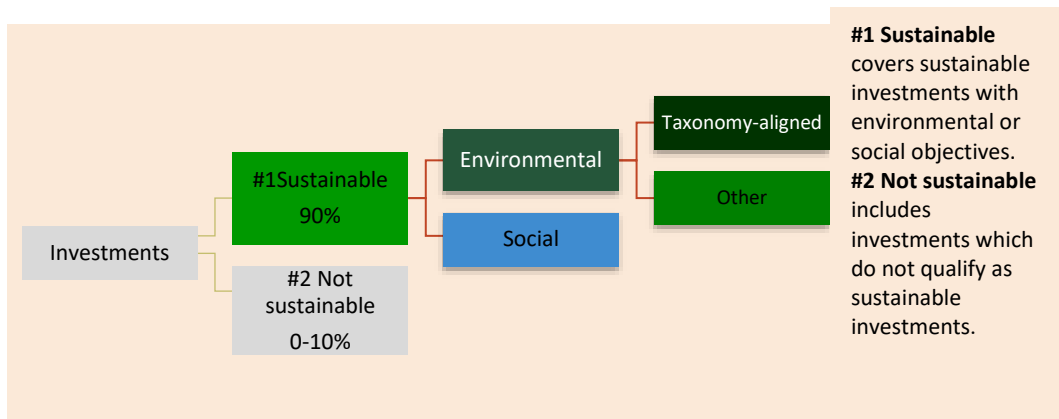 Investments
#1Sustainable
90%
#2 Not
sustainable
0-10%
Environmental
Social
Taxonomy-aligned
Other
#1 Sustainable
covers sustainable
investments with
environmental or
social objectives.
#2 Not sustainable
includes
investments which
do not qualify as
sustainable
investments.